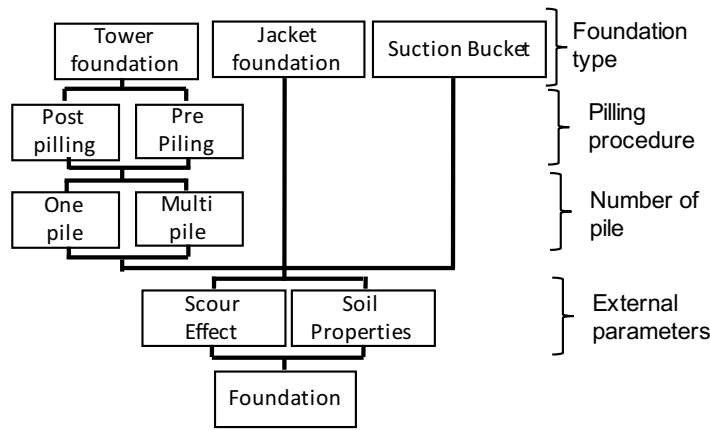 Tower
foundation
Jacket
foundation
Suction Bucket
Foundation
type
Post
pilling
Pre
Piling
Pilling
procedure
One
pile
Multi
pile
Number of
pile
Scour
Effect
Soil
Properties
External
parameters
Foundation